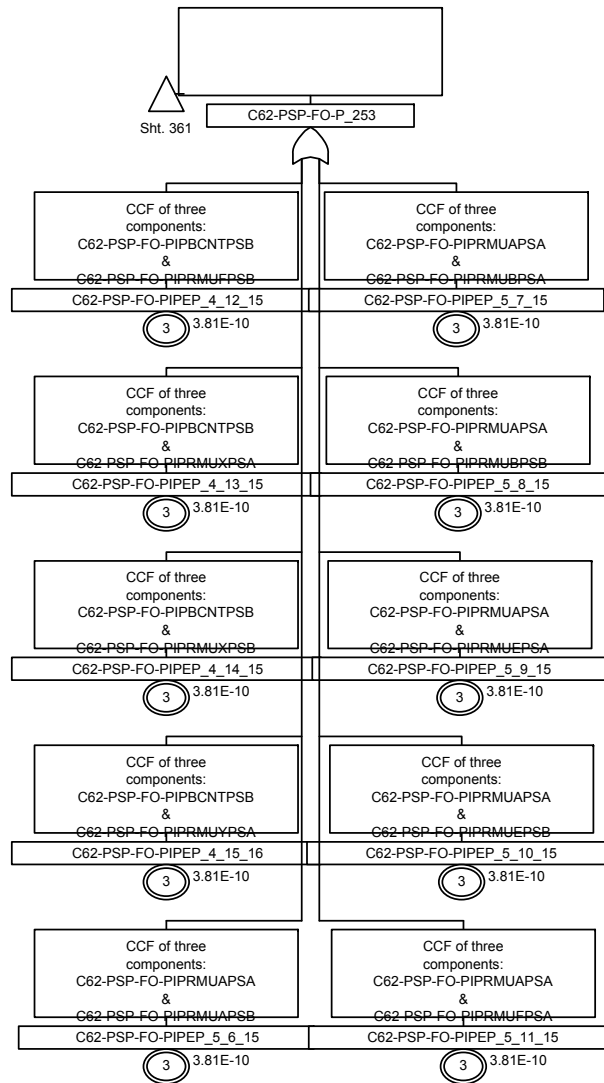 C62-PSP-FO-P_253
Sht. 361
CCF of three
components:
C62-PSP-FO-PIPBCNTPSB
&
C62-PSP-FO-PIPRMUFPSB
C62-PSP-FO-PIPEP_4_12_15
3
3.81E-10
CCF of three
components:
C62-PSP-FO-PIPRMUAPSA
&
C62-PSP-FO-PIPRMUBPSA
C62-PSP-FO-PIPEP_5_7_15
3
3.81E-10
CCF of three
components:
C62-PSP-FO-PIPBCNTPSB
&
C62-PSP-FO-PIPRMUXPSA
C62-PSP-FO-PIPEP_4_13_15
3
3.81E-10
CCF of three
components:
C62-PSP-FO-PIPRMUAPSA
&
C62-PSP-FO-PIPRMUBPSB
C62-PSP-FO-PIPEP_5_8_15
3
3.81E-10
CCF of three
components:
C62-PSP-FO-PIPBCNTPSB
&
C62-PSP-FO-PIPRMUXPSB
C62-PSP-FO-PIPEP_4_14_15
3
3.81E-10
CCF of three
components:
C62-PSP-FO-PIPRMUAPSA
&
C62-PSP-FO-PIPRMUEPSA
C62-PSP-FO-PIPEP_5_9_15
3
3.81E-10
CCF of three
components:
C62-PSP-FO-PIPBCNTPSB
&
C62-PSP-FO-PIPRMUYPSA
C62-PSP-FO-PIPEP_4_15_16
3
3.81E-10
CCF of three
components:
C62-PSP-FO-PIPRMUAPSA
&
C62-PSP-FO-PIPRMUEPSB
C62-PSP-FO-PIPEP_5_10_15
3
3.81E-10
CCF of three
components:
C62-PSP-FO-PIPRMUAPSA
&
C62-PSP-FO-PIPRMUAPSB
C62-PSP-FO-PIPEP_5_6_15
3
3.81E-10
CCF of three
components:
C62-PSP-FO-PIPRMUAPSA
&
C62-PSP-FO-PIPRMUFPSA
C62-PSP-FO-PIPEP_5_11_15
3
3.81E-10